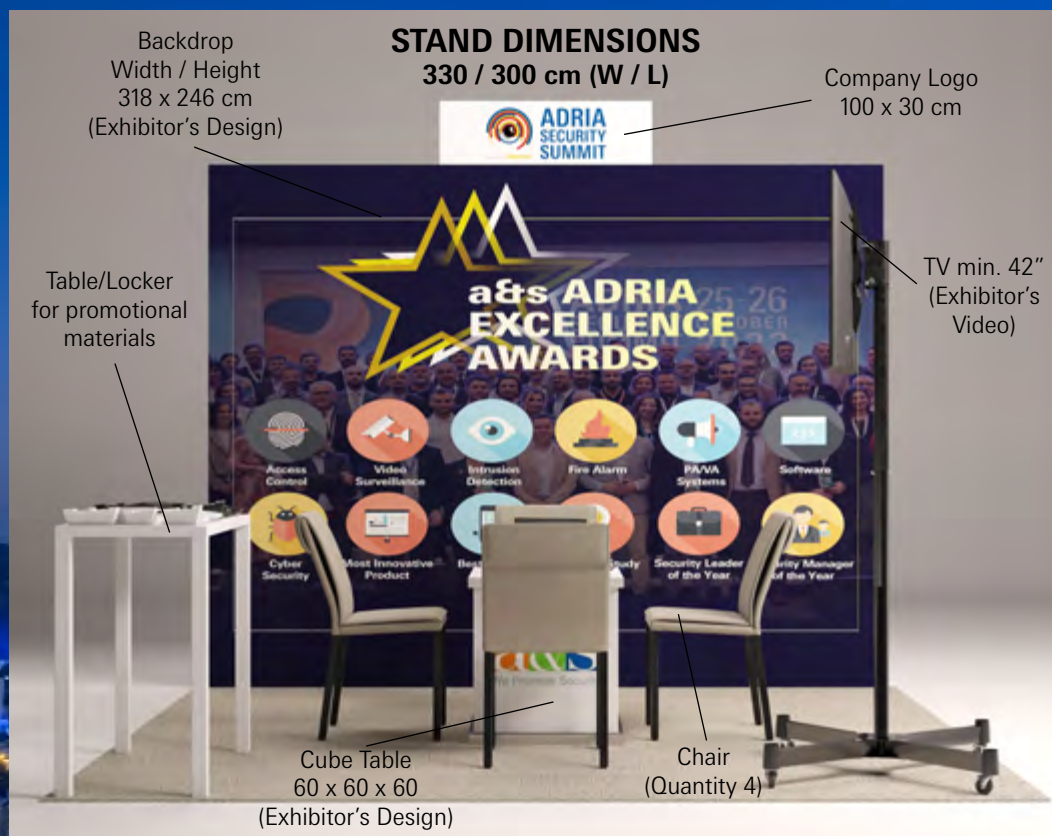 STAND DIMENSIONS
330 / 300 cm (W / L)
Backdrop
Width / Height
318 x 246 cm
(Exhibitor's Design)
Company Logo
100 x 30 cm
ADRIA
SECURITY
SUMMIT
Table/Locker
for promotional
materials
TV min. 42”
(Exhibitor's
Video)
a&s ADRIA
EXCELLENCE
AWARDS
25-26
Access
Control
Video
Surveillance
Intrusion
Detection
Fire Alarm
PA/VA
Systems
Software
Cyber
Security
Most Innovative
Product
Security Leader
of the Year
Manager
of the Year
a&s
Cube Table
60 x 60 x 60
(Exhibitor's Design)
Chair
(Quantity 4)